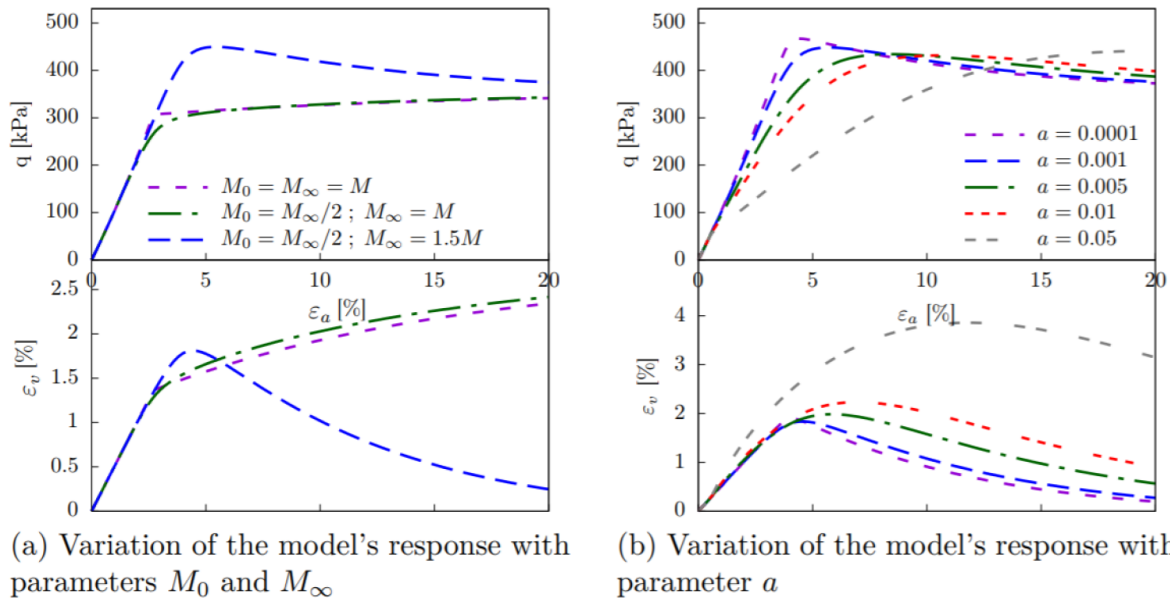 500
400
300
200
100
0
q [kPa]
M₀ = M∞ = M
M₀ = M∞/2 ; M∞ = M
M₀ = M∞/2 ; M∞ = 1.5M
0 5 10 15 20
εₐ [%]
2.5
2
1.5
1
0.5
0
εᵥ [%]
(a) Variation of the model's response with
parameters M₀ and M∞
500
400
300
200
100
0
q [kPa]
a = 0.0001
a = 0.001
a = 0.005
a = 0.01
a = 0.05
0 5 10 15 20
εₐ [%]
4
3
2
1
0
εᵥ [%]
(b) Variation of the model's response with
parameter a